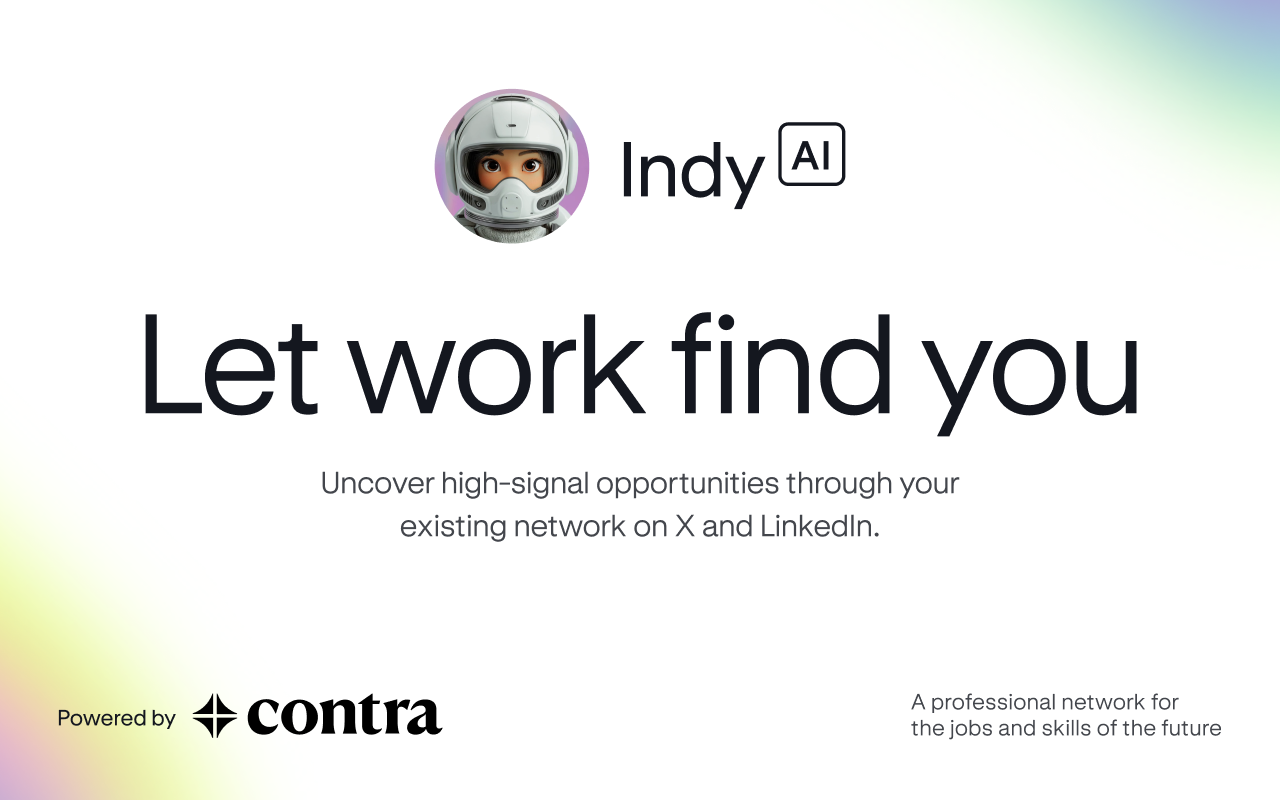 Indy AI
Let work find you
Uncover high-signal opportunities through your
existing network on X and LinkedIn.
Powered by contra
A professional network for
the jobs and skills of the future